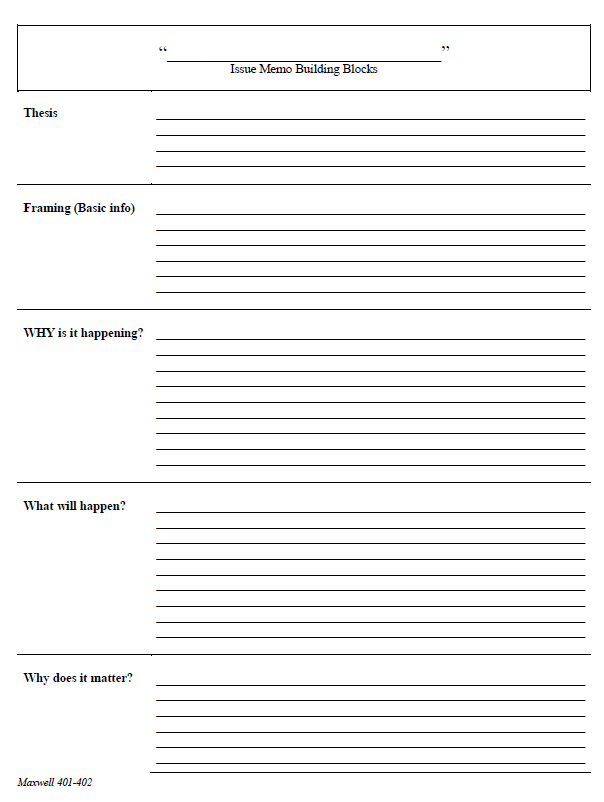 “____________________”
Issue Memo Building Blocks
Thesis
Framing (Basic info)
WHY is it happening?
What will happen?
Why does it matter?
Maxwell 401-402